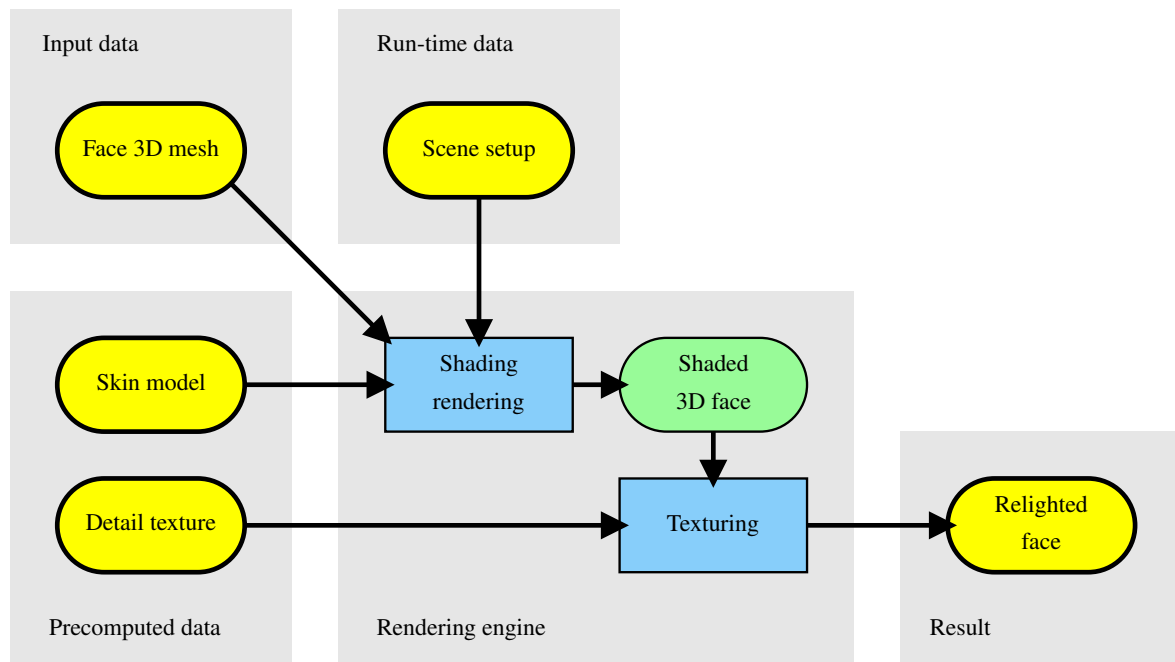 Input data
Run-time data
Face 3D mesh
Scene setup
Skin model
Shading
rendering
Shaded
3D face
Detail texture
Texturing
Relighted
face
Precomputed data
Rendering engine
Result